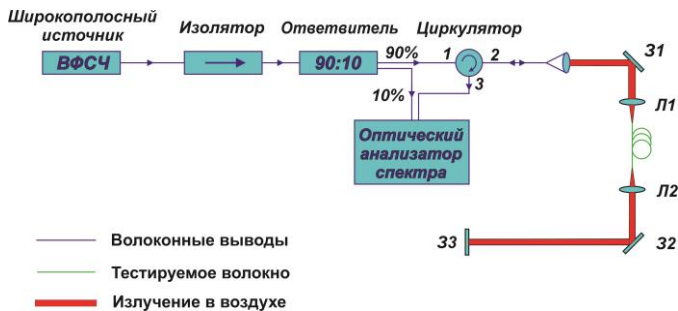 Широкополосный
источник
Изолятор
Ответвитель
Циркулятор
ВФСЧ
90:10
90%
10%
1
2
3
З1
Л1
Оптический
анализатор
спектра
Л2
З3
З2
Волоконные выводы
Тестируемое волокно
Излучение в воздухе